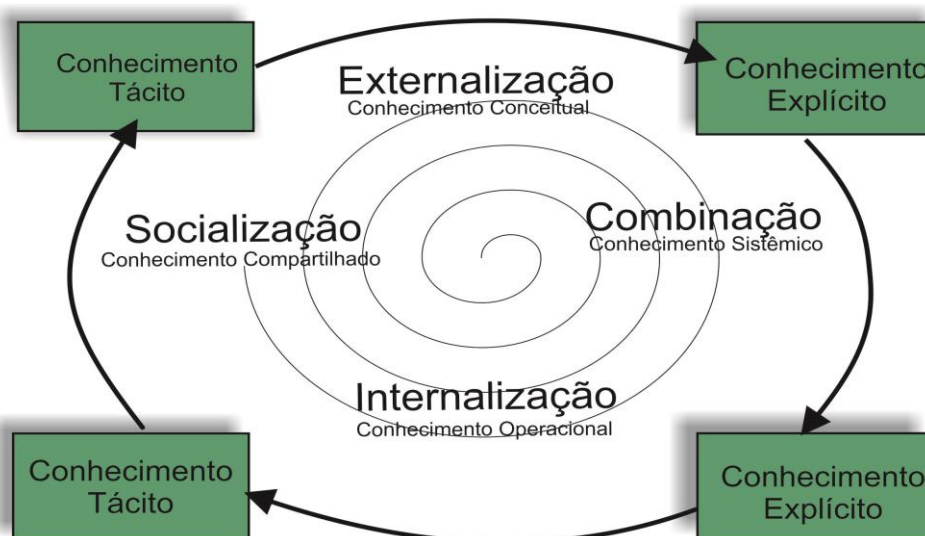 Conhecimento
Tácito
Externalização
Conhecimento Conceitual
Conhecimento
Explícito
Socialização
Conhecimento Compartilhado
Combinação
Conhecimento Sistêmico
Internalização
Conhecimento Operacional
Conhecimento
Tácito
Conhecimento
Explícito